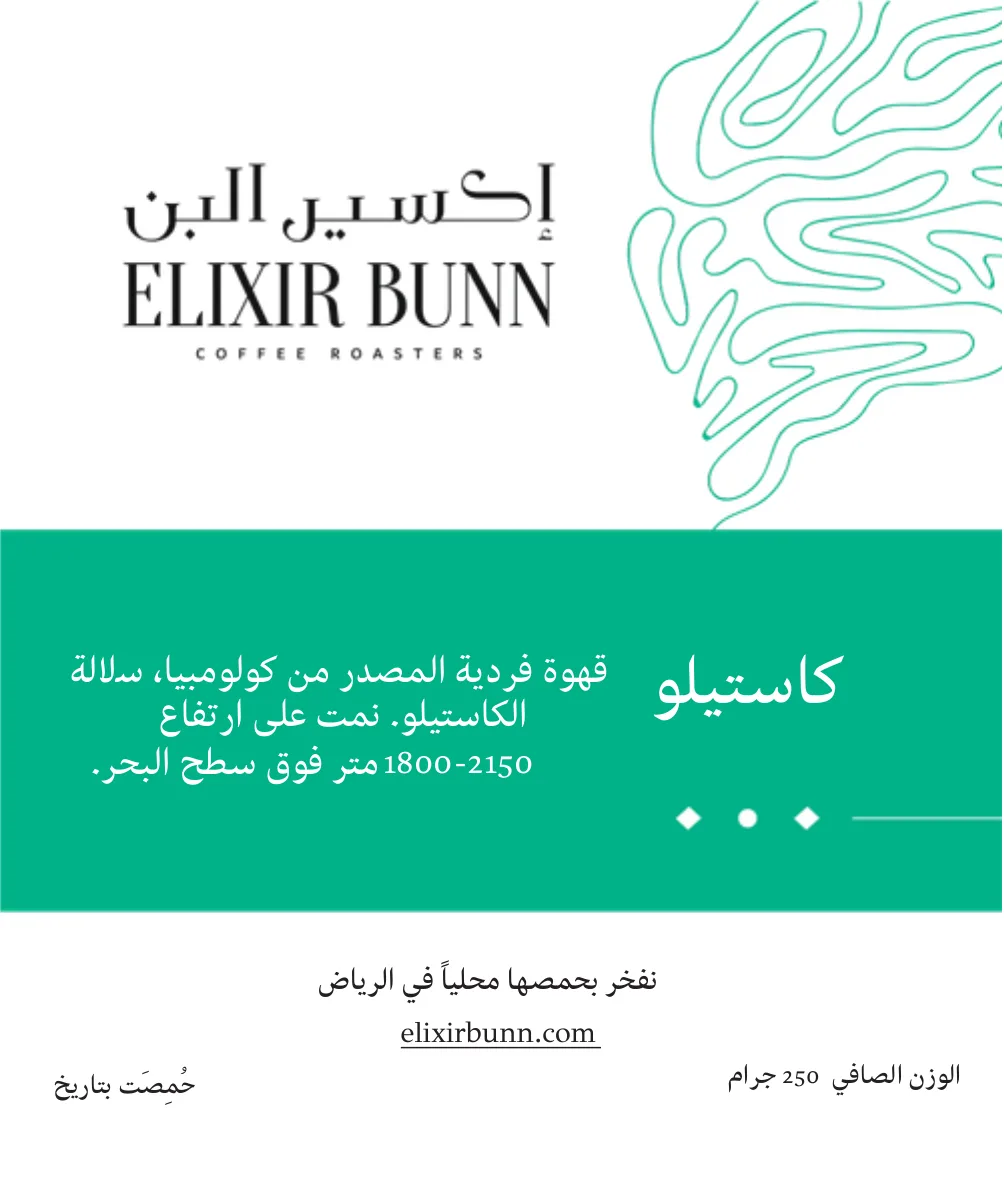 إكسير البن
ELIXIR BUNN
COFFEE ROASTERS
كاستيلو
قهوة فردية المصدر من كولومبيا، سلالة
الكاستيلو. نمت على ارتفاع
1800-2150 متر فوق سطح البحر.
نفخر بحمصها محلياً في الرياض
elixirbunn.com
الوزن الصافي 250 جرام
حُمِصَت بتاريخ